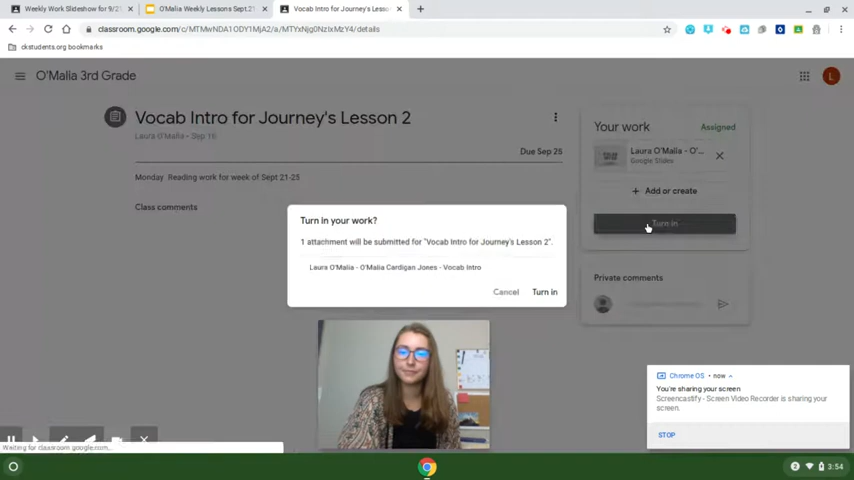 Weekly Work Slideshow for 9/21
O'Malia Weekly Lessons Sept.21
Vocab Intro for Journey's Lesson
classroom.google.com/c/MTMwNDA1ODY1MjA2/a/MTYxNjg0NzIxMzY4/details
ckstudents.org bookmarks
O'Malia 3rd Grade
L
Vocab Intro for Journey's Lesson 2
Laura O'Malia • Sep 16
Due Sep 25
Monday Reading work for week of Sept 21-25
Class comments
Your work
Assigned
Laura O'Malia - O'...
Google Slides
Add or create
Turn in
Private comments
Turn in your work?
1 attachment will be submitted for "Vocab Intro for Journey's Lesson 2".
Laura O'Malia - O'Malia Cardigan Jones - Vocab Intro
Cancel
Turn in
Chrome OS • now
You're sharing your screen
Screencastify - Screen Video Recorder is sharing your
screen.
STOP
Waiting for classroom.google.com...
2
3:54